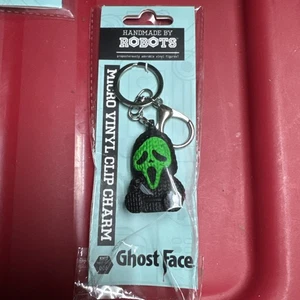 HANDMADE BY
ROBOTS
MICRO VINYL CLIP CHARM
Ghost Face